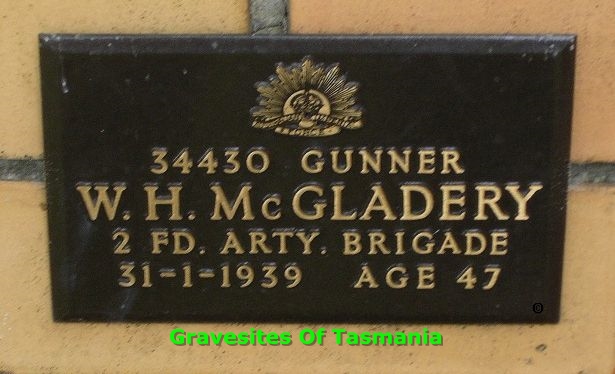 34430 GUNNER
W. H. McGLADERY
2 FD. ARTY. BRIGADE
31-1-1939 AGE 47
©
Gravesites Of Tasmania